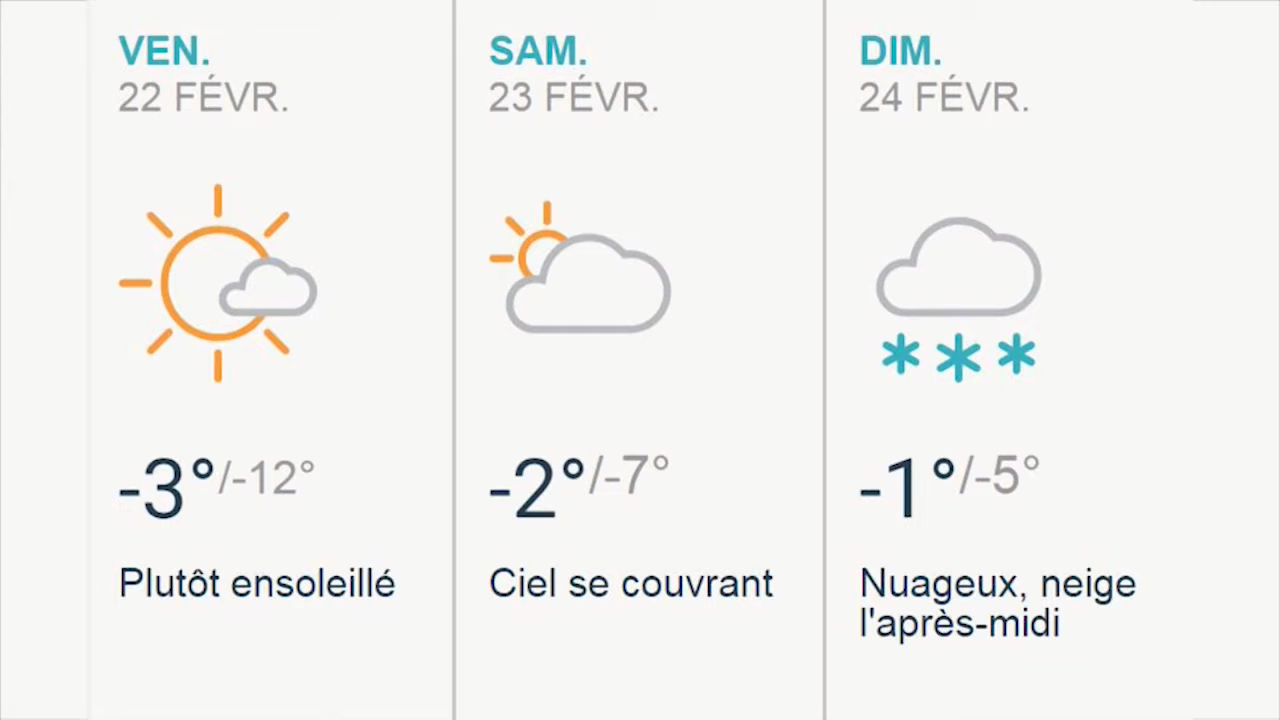 VEN.
22 FÉVR.
-3°/-12°
Plutôt ensoleillé
SAM.
23 FÉVR.
-2°/-7°
Ciel se couvrant
DIM.
24 FÉVR.
-1°/-5°
Nuageux, neige
l'après-midi